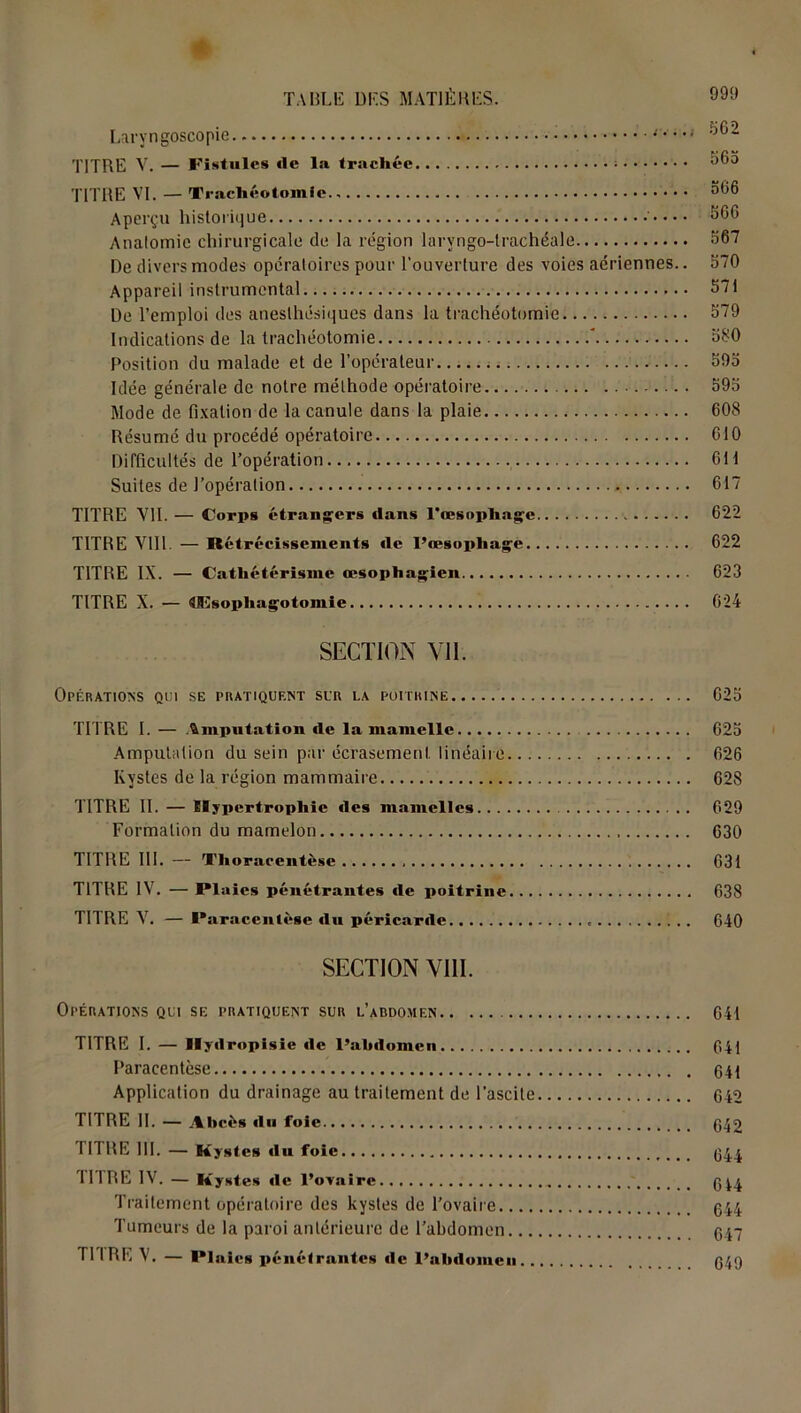 TABLE DES MATIÈRES. 999
Laryngoscopie 562
TITRE V. — Fistules de la trachée 565
TITRE VI. — Trachéotomie 566
Aperçu historique 566
Anatomie chirurgicale de la région laryngo-trachéale 567
De divers modes opératoires pour l'ouverture des voies aériennes.. 570
Appareil instrumental 571
De l'emploi des anesthésiques dans la trachéotomie 579
Indications de la trachéotomie 580
Position du malade et de l'opérateur 595
Idée générale de notre méthode opératoire 595
Mode de fixation de la canule dans la plaie 608
Résumé du procédé opératoire 610
Difficultés de l'opération 611
Suites de l'opération 617
TITRE VII. — Corps étrangers dans l'œsophage 622
TITRE VIII. — Rétrécissements de l'œsophage 622
TITRE IX. — Cathétérisme œsophagien 623
TITRE X. — Œsophagotomie 624
SECTION VII.
OPÉRATIONS QUI SE PRATIQUENT SUR LA POITRINE 625
TITRE I. — Amputation de la mamelle 625
Amputation du sein par écrasement linéaire 626
Kystes de la région mammaire 628
TITRE II. — Hypertrophie des mamelles 629
Formation du mamelon 630
TITRE III. — Thoracentèse 631
TITRE IV. — Plaies pénétrantes de poitrine 638
TITRE V. — Paracentèse du péricarde 640
SECTION VIII.
OPÉRATIONS QUI SE PRATIQUENT SUR L'ABDOMEN 641
TITRE I. — Hydropisie de l'abdomen 641
Paracentèse 641
Application du drainage au traitement de l'ascite 642
TITRE II. — Abcès du foie 642
TITRE III. — Kystes du foie 644
TITRE IV. — Kystes de l'ovaire 644
Traitement opératoire des kystes de l'ovaire 644
Tumeurs de la paroi antérieure de l'abdomen 647
TITRE V. — Plaies pénétrantes de l'abdomen 649